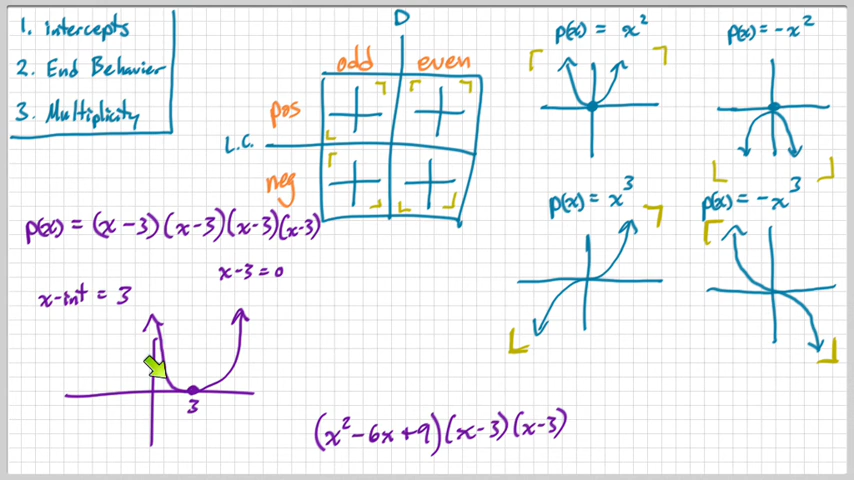 1. intercepts
2. End Behavior
3. Multiplicity
D
odd even
pos
L.C.
neg
p(x) = x²
p(x) = -x²
p(x) = x³
p(x) = -x³
p(x) = (x-3)(x-3)(x-3)(x-3)
x-3=0
x-int = 3
3
(x²-6x+9)(x-3)(x-3)